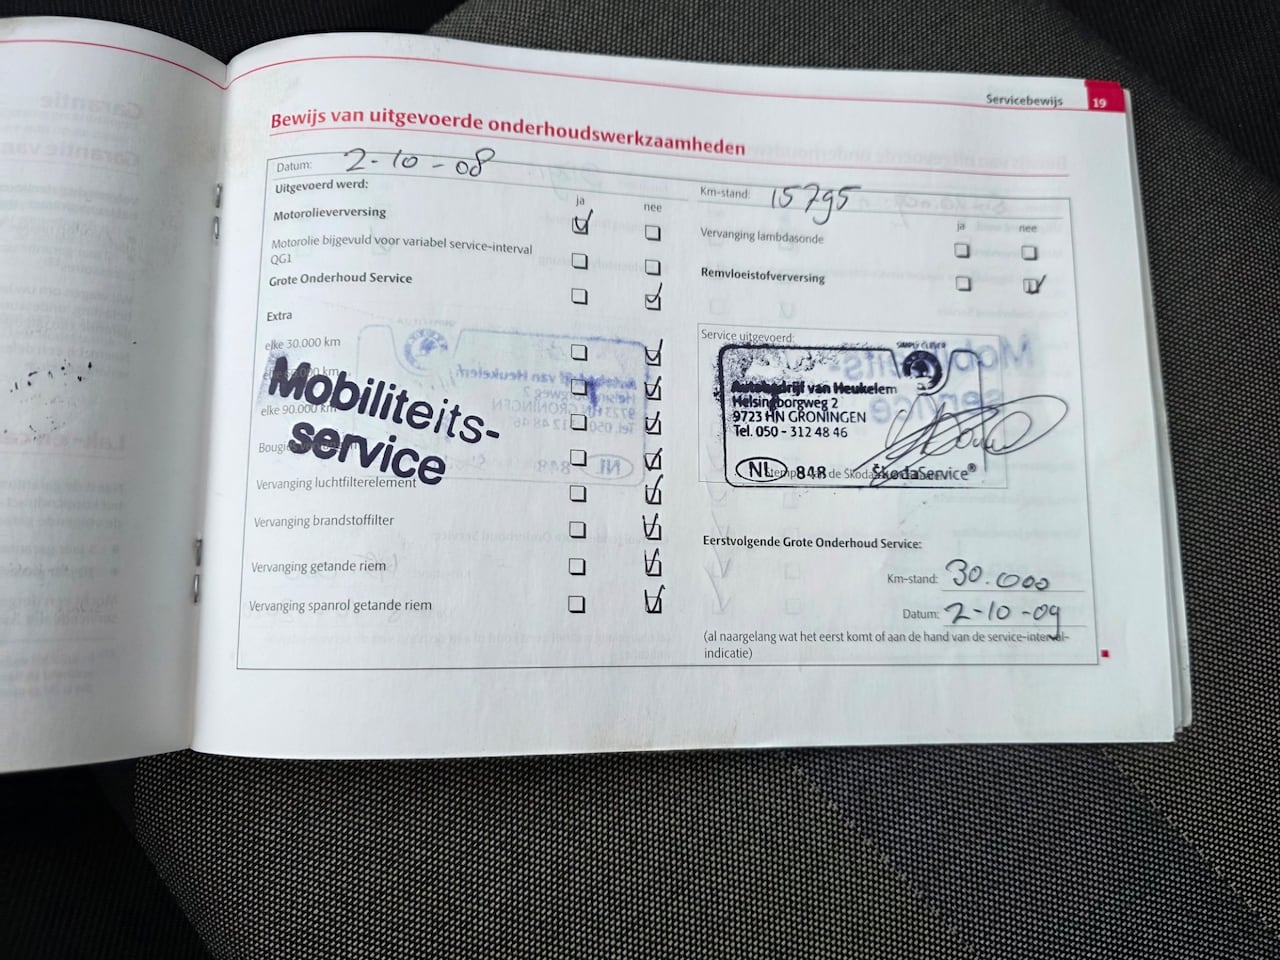 Servicebewijs 19
Bewijs van uitgevoerde onderhoudswerkzaamheden
Datum: 2-10-08
Uitgevoerd werd:
ja nee
Motorolieverversing
Motorolie bijgevuld voor variabel service-interval
QG1
Grote Onderhoud Service
Extra
elke 30.000 km
elke 90.000 km
Mobiliteits-
service
Vervanging luchtfilterelement
Vervanging brandstoffilter
Vervanging getande riem
Vervanging spanrol getande riem
Km-stand: 15795
ja nee
Vervanging lambdasonde
Remvloeistofverversing
Service uitgevoerd:
SIMPLY CLEVER
Autobedrijf van Heukelem
Helsingborgweg 2
9723 HN GRONINGEN
Tel. 050 - 312 48 46
NL 848 ŠkodaService®
Eerstvolgende Grote Onderhoud Service:
Km-stand: 30.000
Datum: 2-10-09
(al naargelang wat het eerst komt of aan de hand van de service-interval-
indicatie)